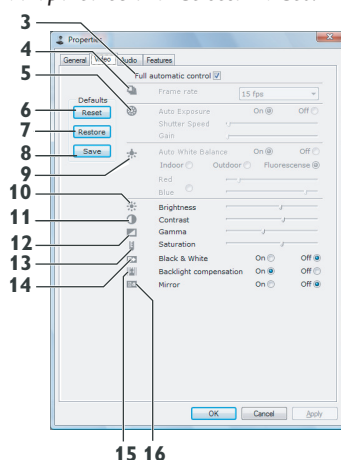 3
Properties
4
General Video Audio Features
5
Full automatic control
Frame rate 15 fps
Defaults
6
Reset
Auto Exposure On Off
Shutter Speed
7
Restore
Gain
8
Save
Auto White Balance On Off
9
Indoor Outdoor Fluorescense
Red
Blue
10
Brightness
11
Contrast
12
Gamma
13
Saturation
14
Black & White On Off
Backlight compensation On Off
Mirror On Off
OK Cancel Apply
15 16